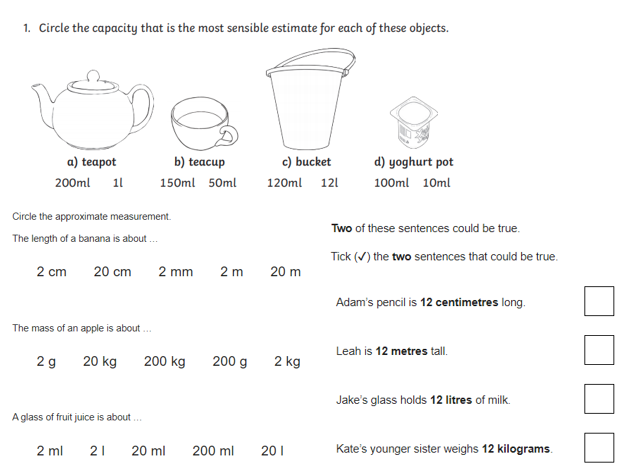 1. Circle the capacity that is the most sensible estimate for each of these objects.
a) teapot b) teacup c) bucket d) yoghurt pot
200ml 1l 150ml 50ml 120ml 12l 100ml 10ml
Circle the approximate measurement.
The length of a banana is about ...
2 cm 20 cm 2 mm 2 m 20 m
The mass of an apple is about ...
2 g 20 kg 200 kg 200 g 2 kg
A glass of fruit juice is about ...
2 ml 2 l 20 ml 200 ml 20 l
Two of these sentences could be true.
Tick (✓) the two sentences that could be true.
Adam's pencil is 12 centimetres long.
Leah is 12 metres tall.
Jake's glass holds 12 litres of milk.
Kate's younger sister weighs 12 kilograms.